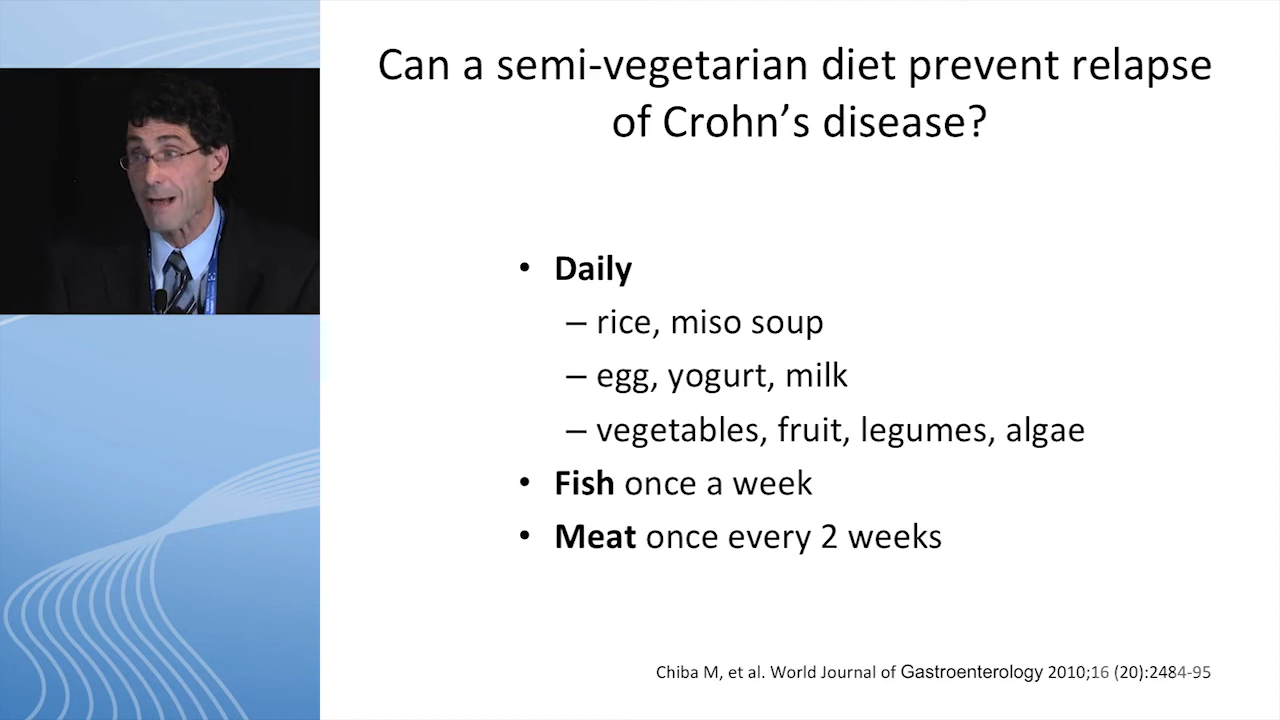 Can a semi-vegetarian diet prevent relapse
of Crohn’s disease?
• Daily
– rice, miso soup
– egg, yogurt, milk
– vegetables, fruit, legumes, algae
• Fish once a week
• Meat once every 2 weeks
Chiba M, et al. World Journal of Gastroenterology 2010;16 (20):2484-95